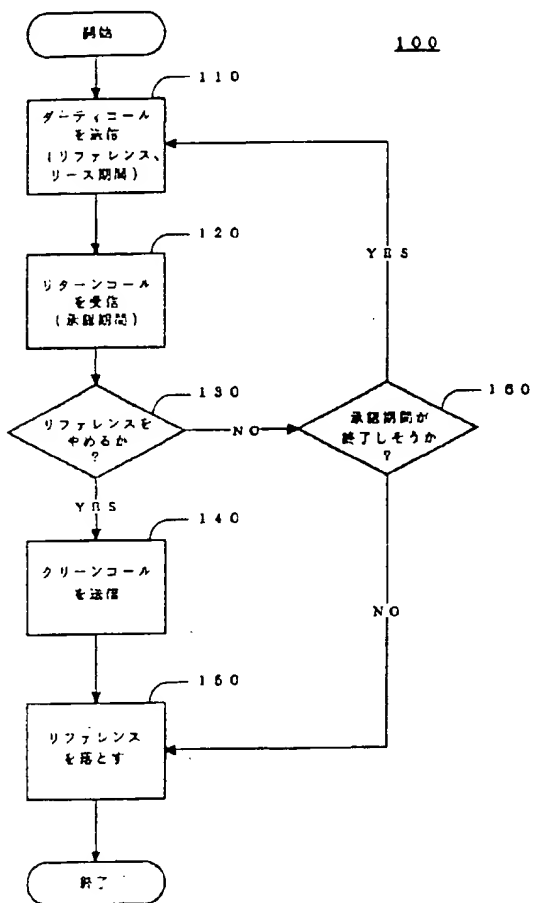 開始
100
110
ダーティコール
を送信
(リファレンス、
リース期間)
120
リターンコール
を受信
(承認期間)
130
リファレンスを
やめるか
?
NO
YES
160
承認期間が
終了しそうか
?
YES
NO
140
クリーンコール
を送信
150
リファレンス
を落とす
終了